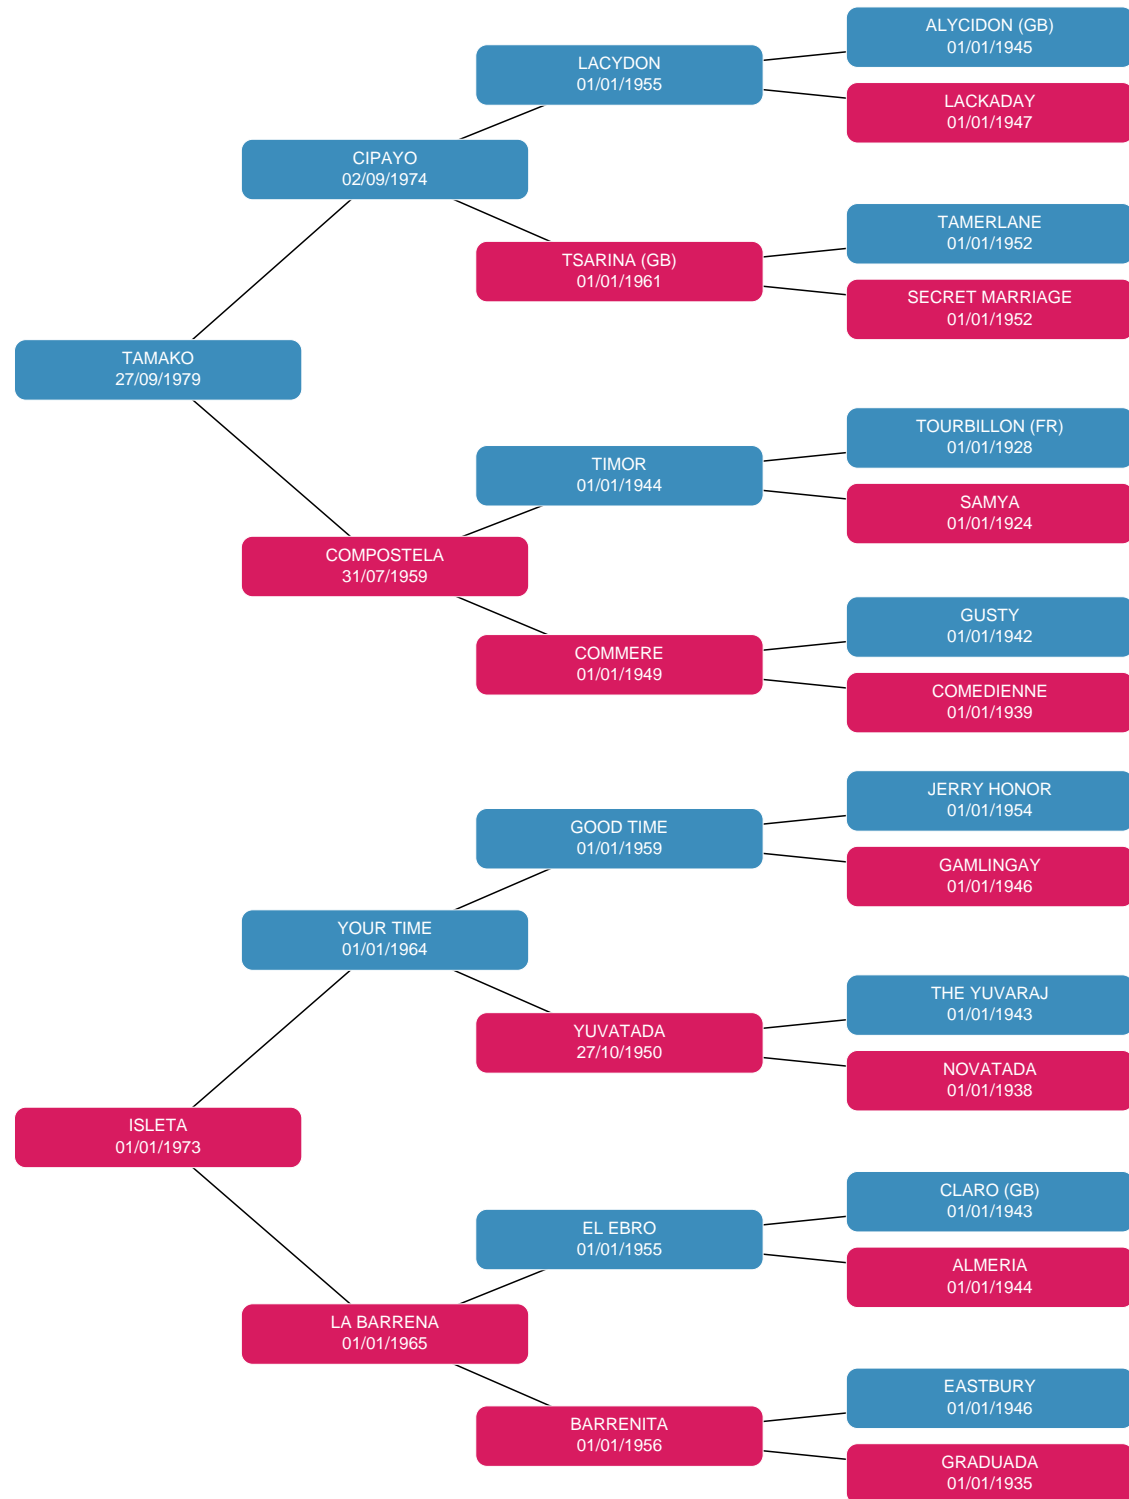 ALYCIDON (GB)
01/01/1945
LACYDON
01/01/1955
LACKADAY
01/01/1947
CIPAYO
02/09/1974
TAMERLANE
01/01/1952
TSARINA (GB)
01/01/1961
SECRET MARRIAGE
01/01/1952
TAMAKO
27/09/1979
TOURBILLON (FR)
01/01/1928
TIMOR
01/01/1944
SAMYA
01/01/1924
COMPOSTELA
31/07/1959
GUSTY
01/01/1942
COMMERE
01/01/1949
COMEDIENNE
01/01/1939
JERRY HONOR
01/01/1954
GOOD TIME
01/01/1959
GAMLINGAY
01/01/1946
YOUR TIME
01/01/1964
THE YUVARAJ
01/01/1943
YUVATADA
27/10/1950
NOVATADA
01/01/1938
ISLETA
01/01/1973
CLARO (GB)
01/01/1943
EL EBRO
01/01/1955
ALMERIA
01/01/1944
LA BARRENA
01/01/1965
EASTBURY
01/01/1946
BARRENITA
01/01/1956
GRADUADA
01/01/1935